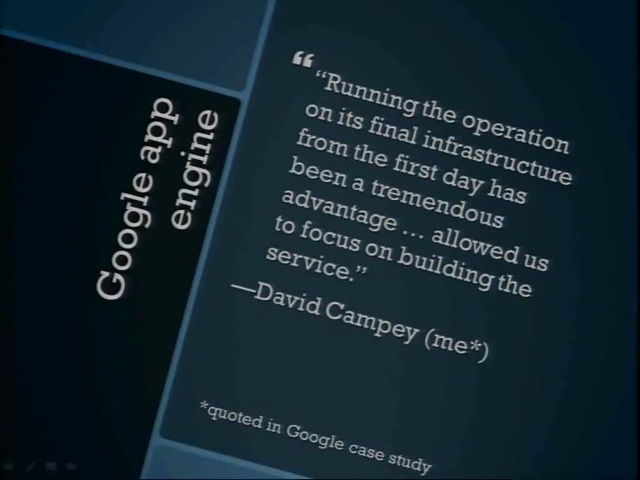 Google app
engine
“
“Running the operation
on its final infrastructure
from the first day has
been a tremendous
advantage ... allowed us
to focus on building the
service.”
—David Campey (me*)
*quoted in Google case study